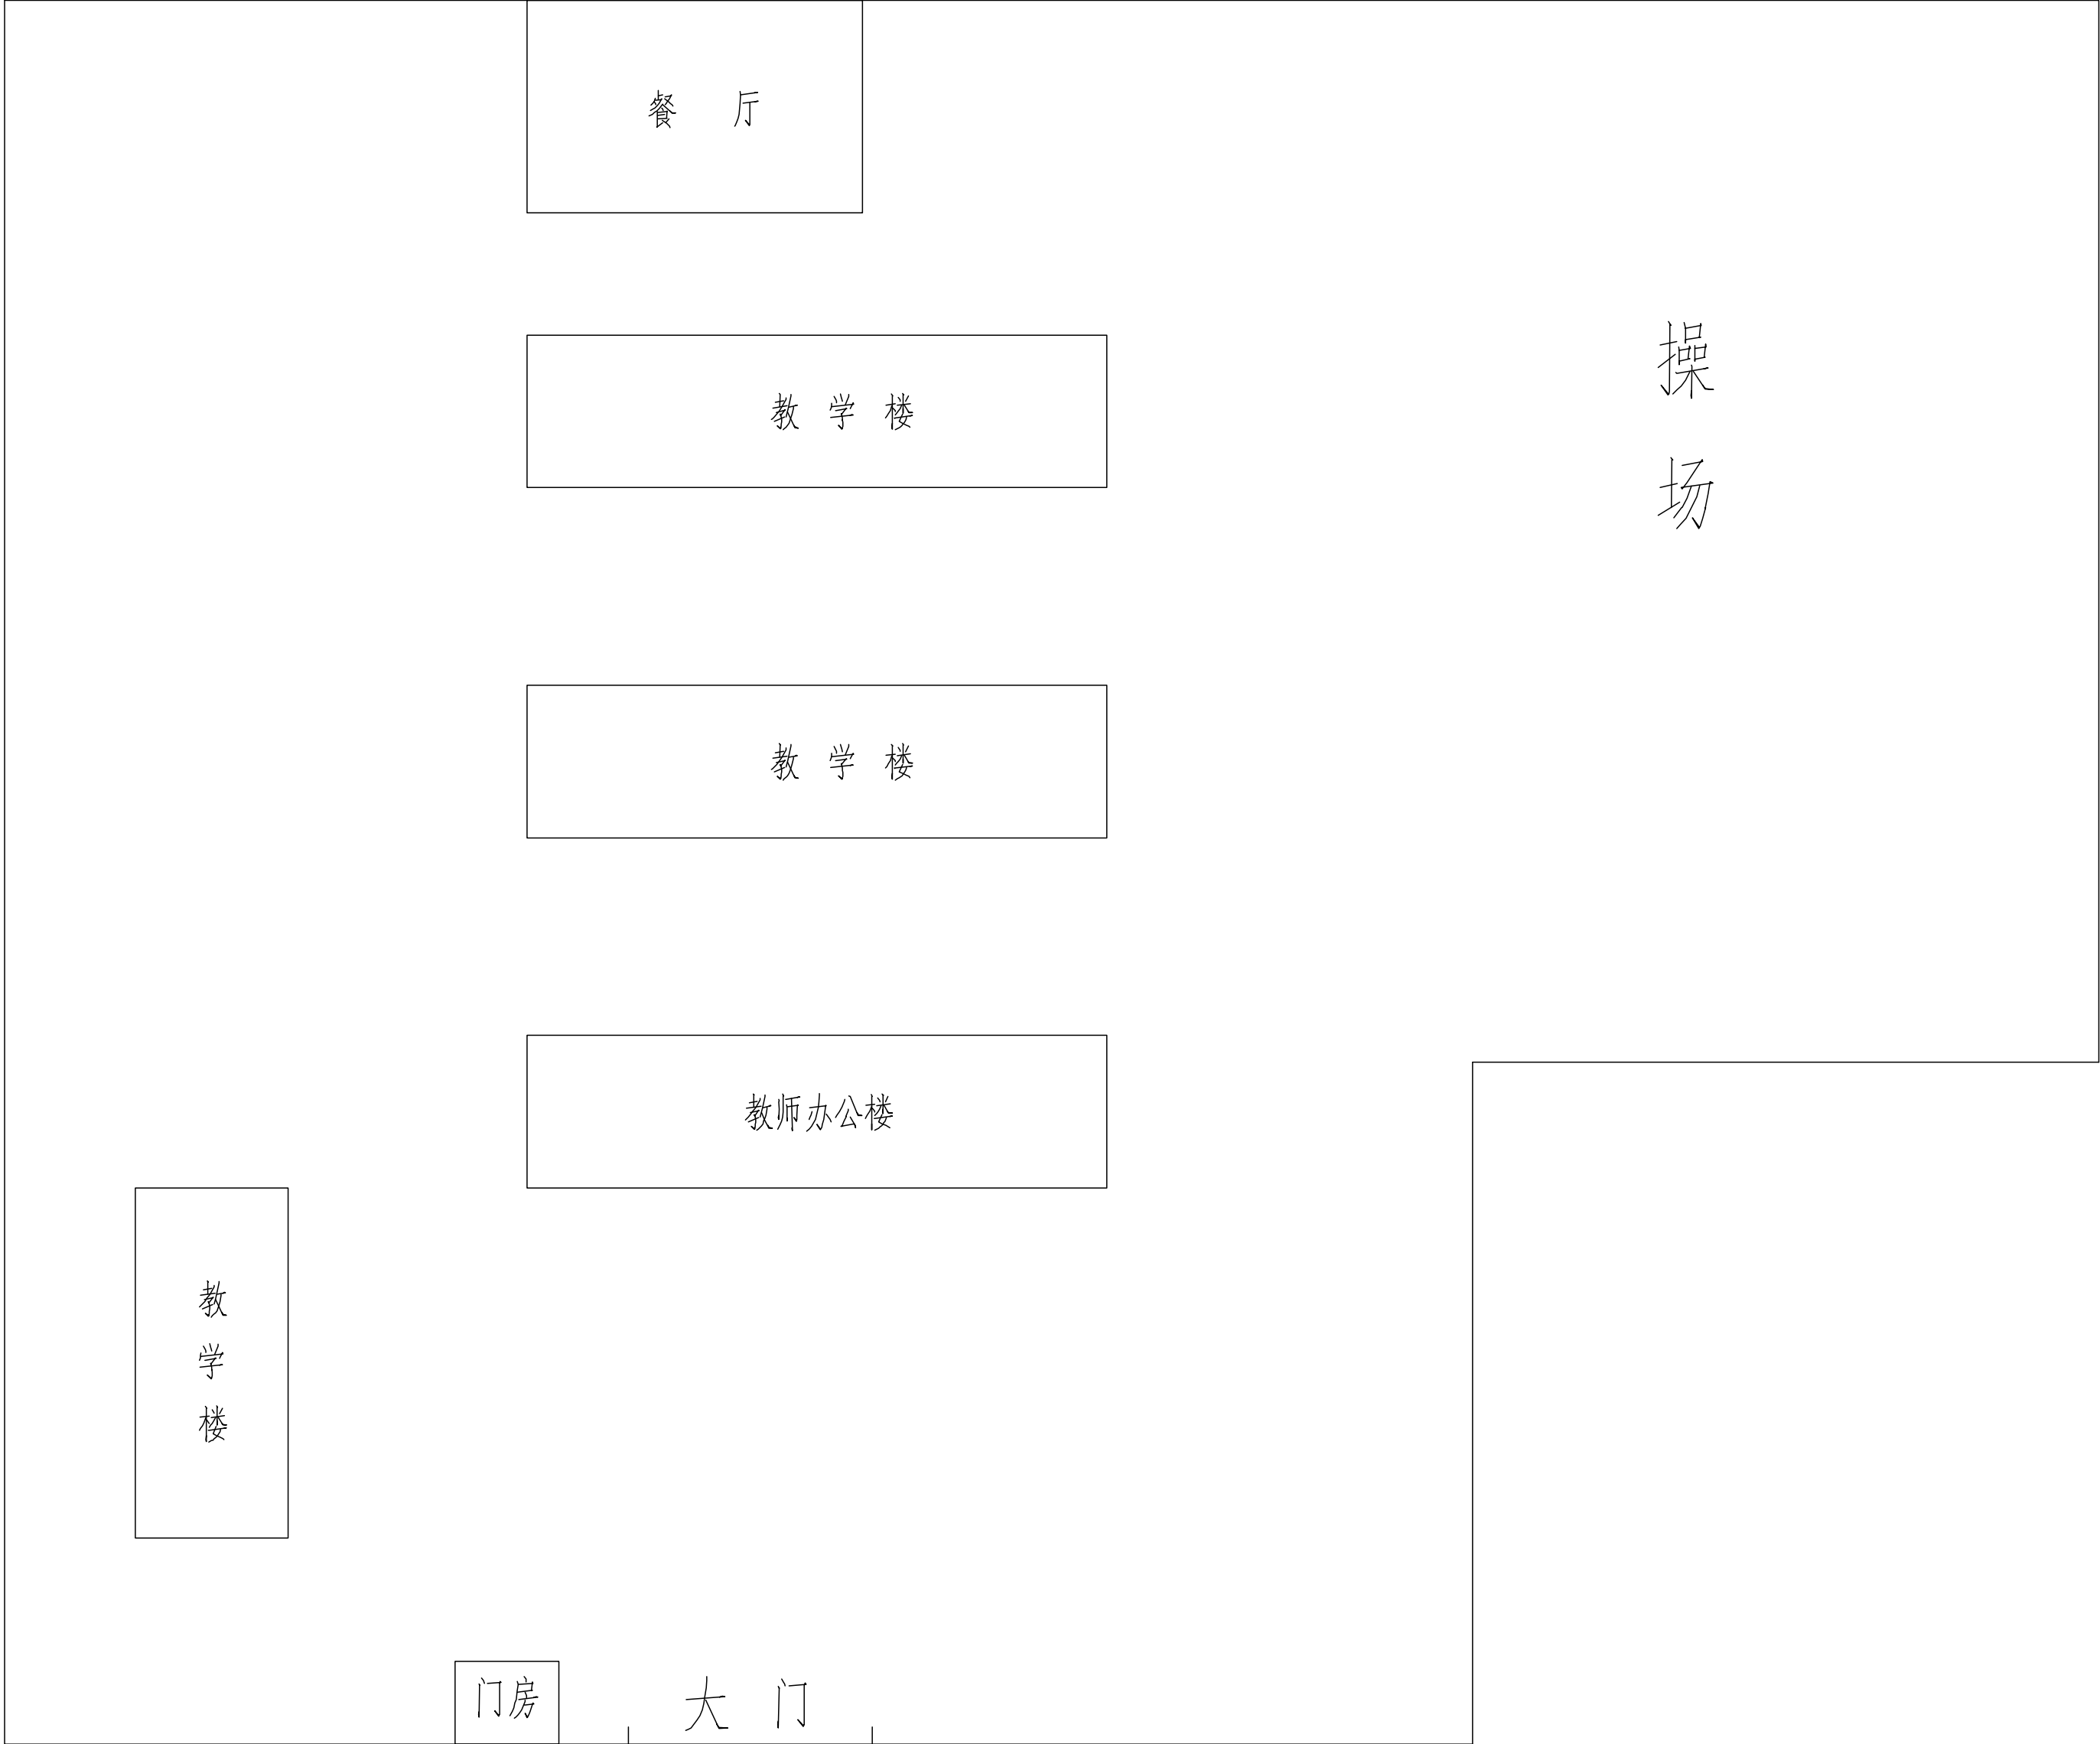 餐厅
教学楼
操场
教学楼
教师办公楼
教学楼
门房
大门